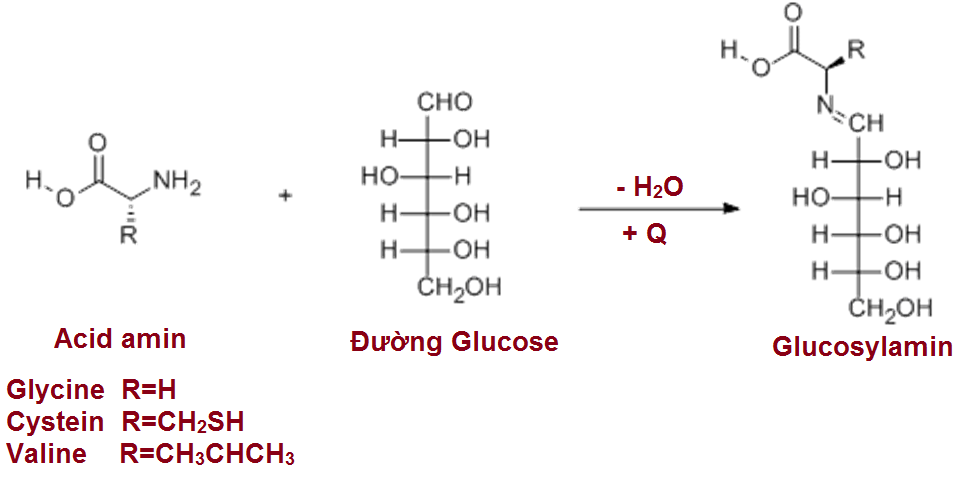 O
H O
NH₂
R
+
CHO
H OH
HO H
H OH
H OH
CH₂OH
- H₂O
+ Q
O
H O
R
N
CH
H OH
HO H
H OH
H OH
CH₂OH
Acid amin
Đường Glucose
Glucosylamin
Glycine R=H
Cystein R=CH₂SH
Valine R=CH₃CHCH₃